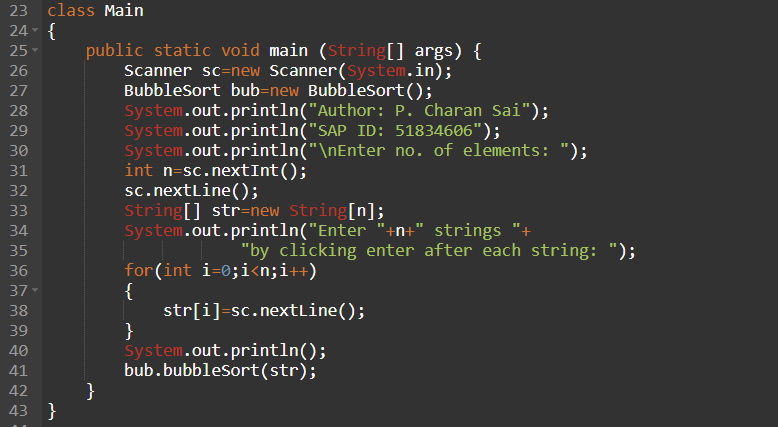 23 class Main
24 {
25     public static void main (String[] args) {
26         Scanner sc=new Scanner(System.in);
27         BubbleSort bub=new BubbleSort();
28         System.out.println("Author: P. Charan Sai");
29         System.out.println("SAP ID: 51834606");
30         System.out.println("\nEnter no. of elements: ");
31         int n=sc.nextInt();
32         sc.nextLine();
33         String[] str=new String[n];
34         System.out.println("Enter "+n+" strings "+
35                     "by clicking enter after each string: ");
36         for(int i=0;i<n;i++)
37         {
38             str[i]=sc.nextLine();
39         }
40         System.out.println();
41         bub.bubbleSort(str);
42     }
43 }